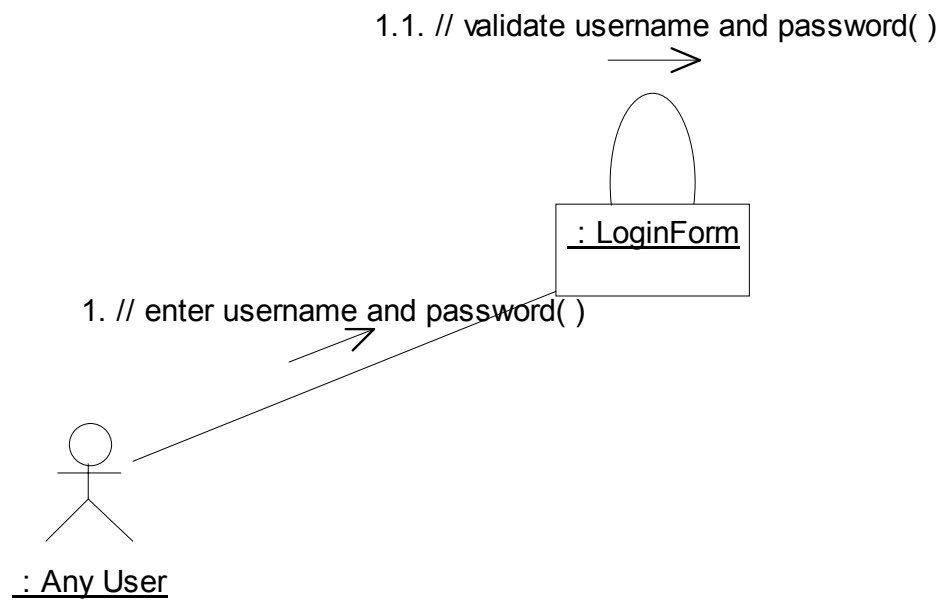 1.1. // validate username and password( )
: LoginForm
1. // enter username and password( )
: Any User